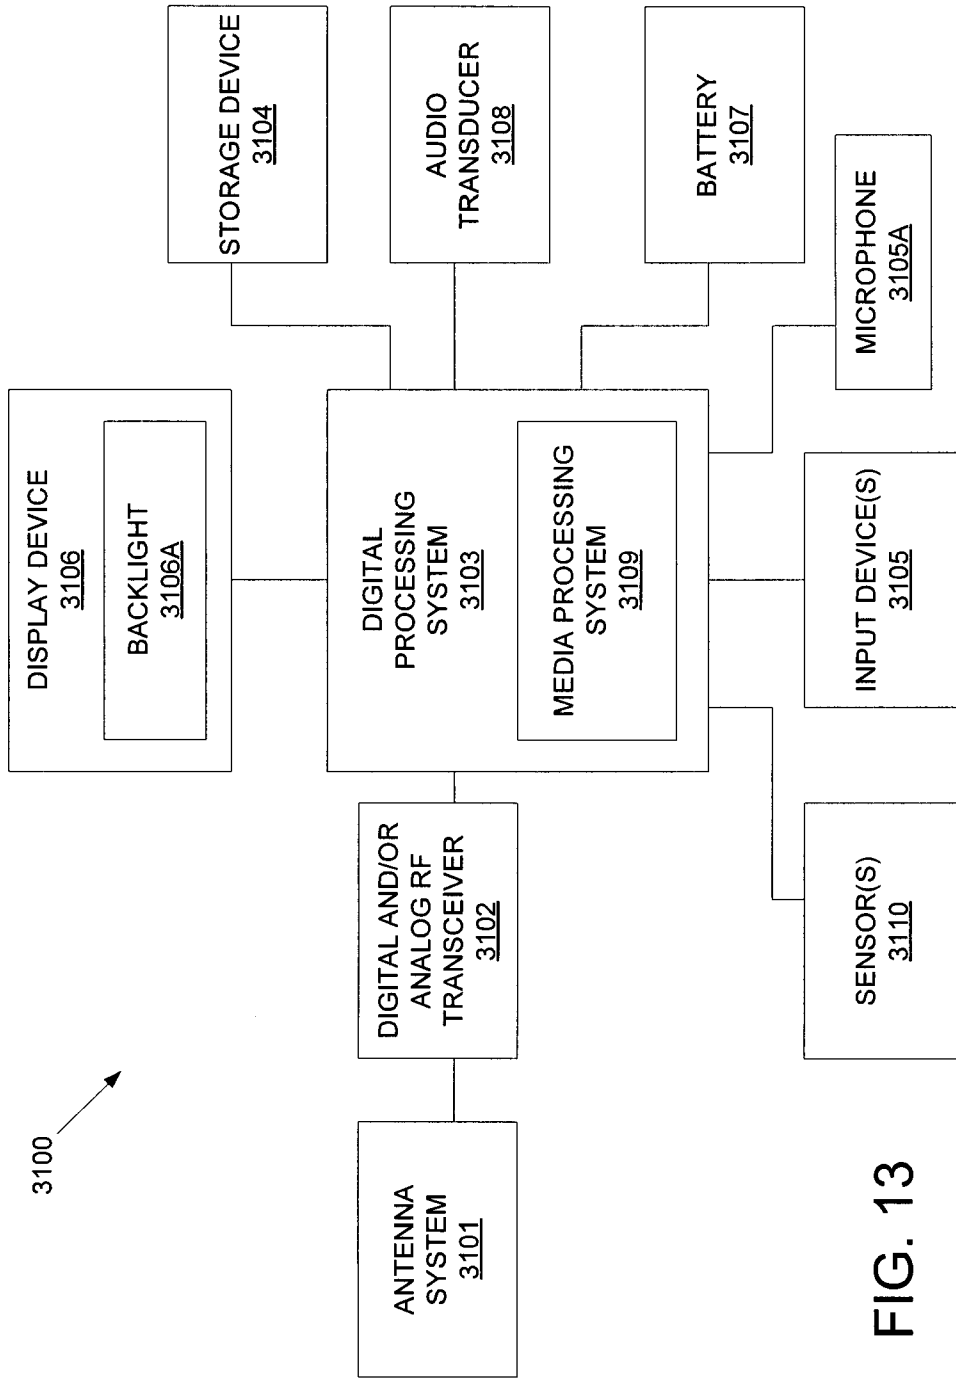 3100
DISPLAY DEVICE
3106
BACKLIGHT
3106A
STORAGE DEVICE
3104
ANTENNA
SYSTEM
3101
DIGITAL AND/OR
ANALOG RF
TRANSCEIVER
3102
DIGITAL
PROCESSING
SYSTEM
3103
MEDIA PROCESSING
SYSTEM
3109
AUDIO
TRANSDUCER
3108
BATTERY
3107
SENSOR(S)
3110
INPUT DEVICE(S)
3105
MICROPHONE
3105A
FIG. 13